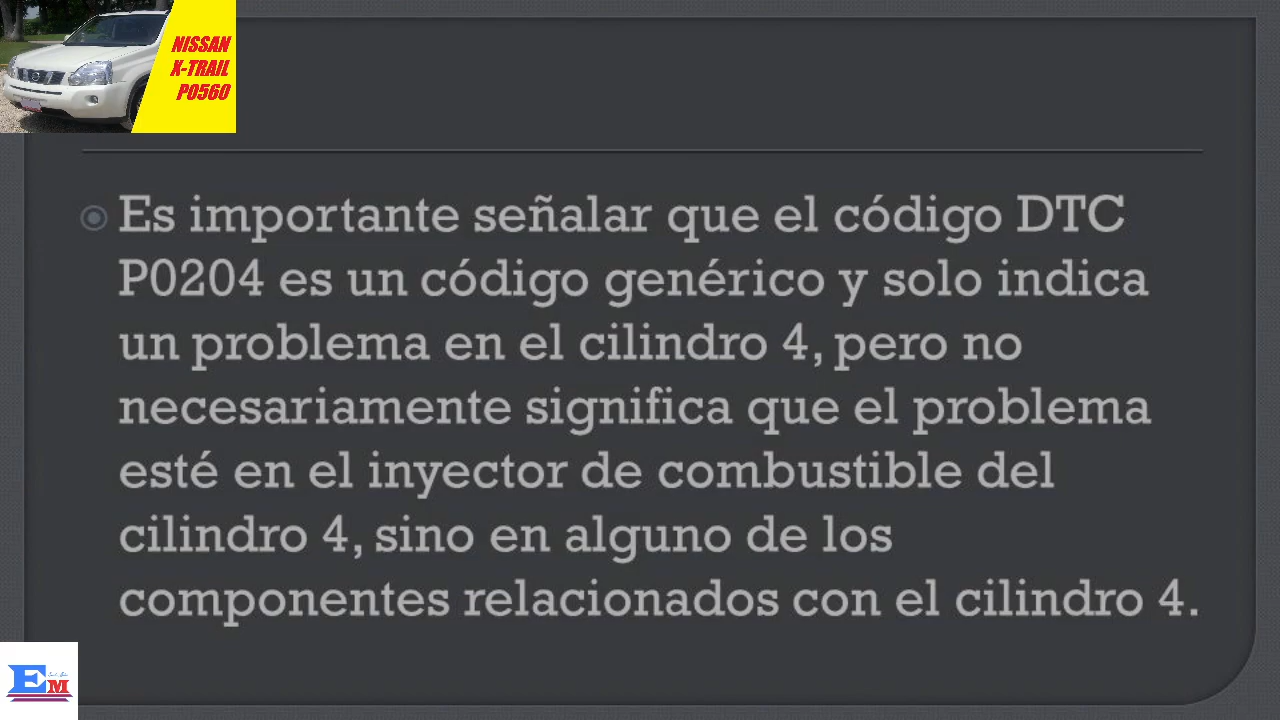 NISSAN
X-TRAIL
P0560
Es importante señalar que el código DTC
P0204 es un código genérico y solo indica
un problema en el cilindro 4, pero no
necesariamente significa que el problema
esté en el inyector de combustible del
cilindro 4, sino en alguno de los
componentes relacionados con el cilindro 4.
EM